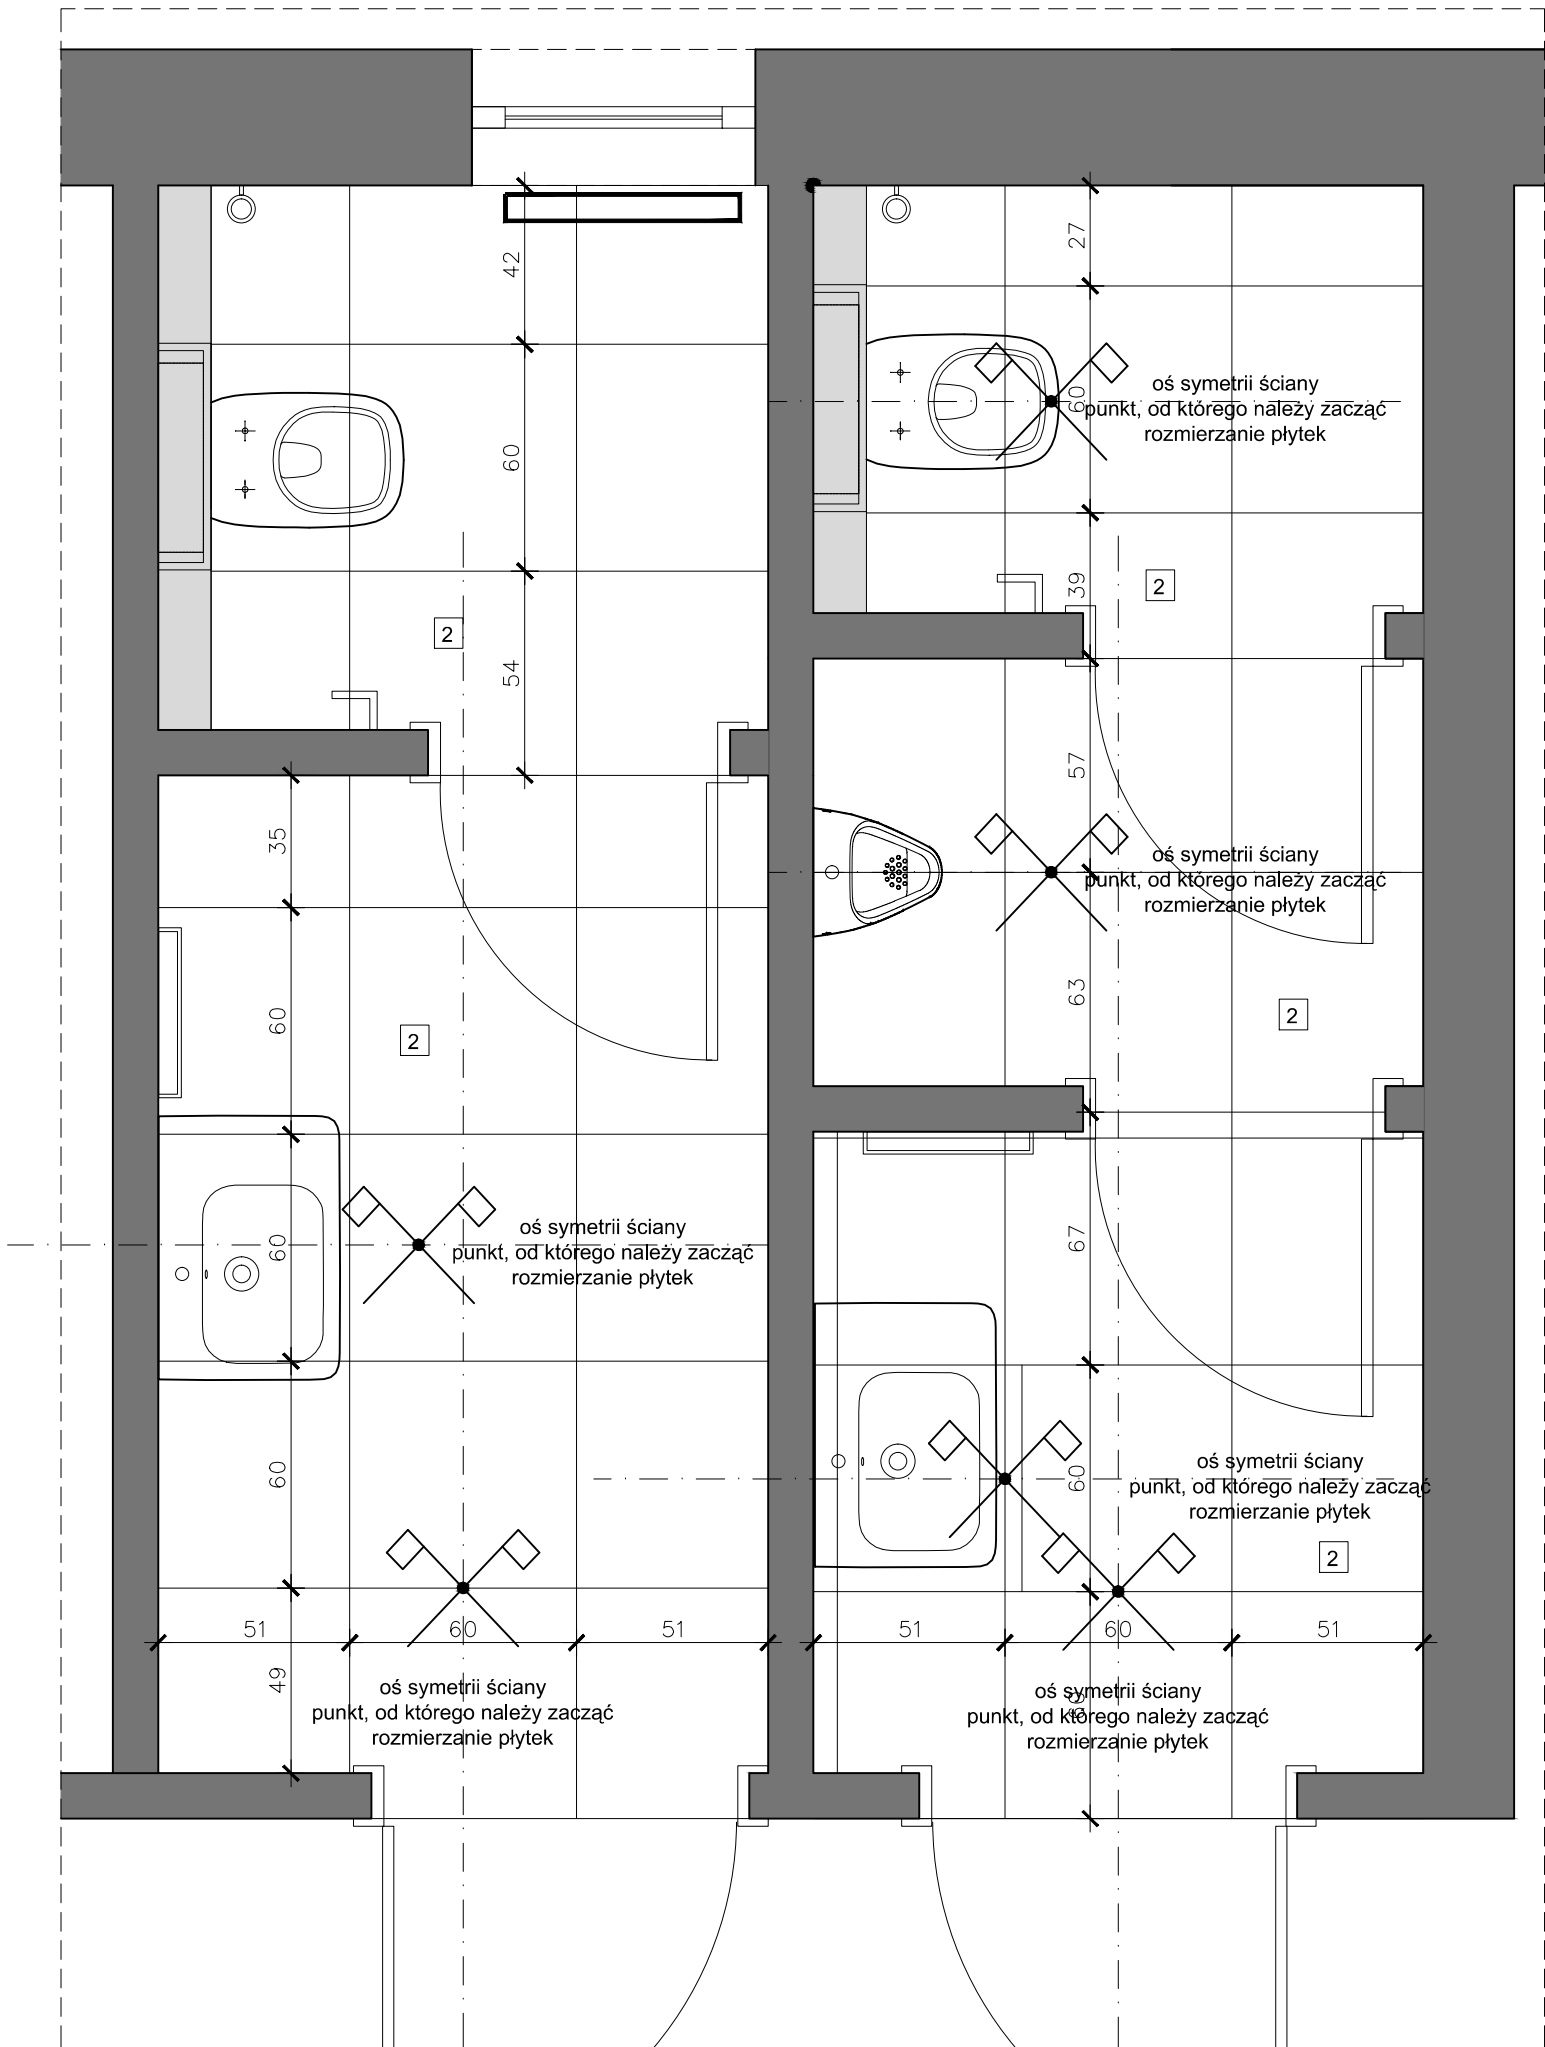 42
27
60
oś symetrii ściany
punkt, od którego należy zacząć
rozmierzanie płytek
60
39
2
2
54
57
35
oś symetrii ściany
punkt, od którego należy zacząć
rozmierzanie płytek
60
63
2
2
60
oś symetrii ściany
punkt, od którego należy zacząć
rozmierzanie płytek
67
60
60
oś symetrii ściany
punkt, od którego należy zacząć
rozmierzanie płytek
2
51
60
51
51
60
51
49
oś symetrii ściany
punkt, od którego należy zacząć
rozmierzanie płytek
oś symetrii ściany
punkt, od którego należy zacząć
rozmierzanie płytek